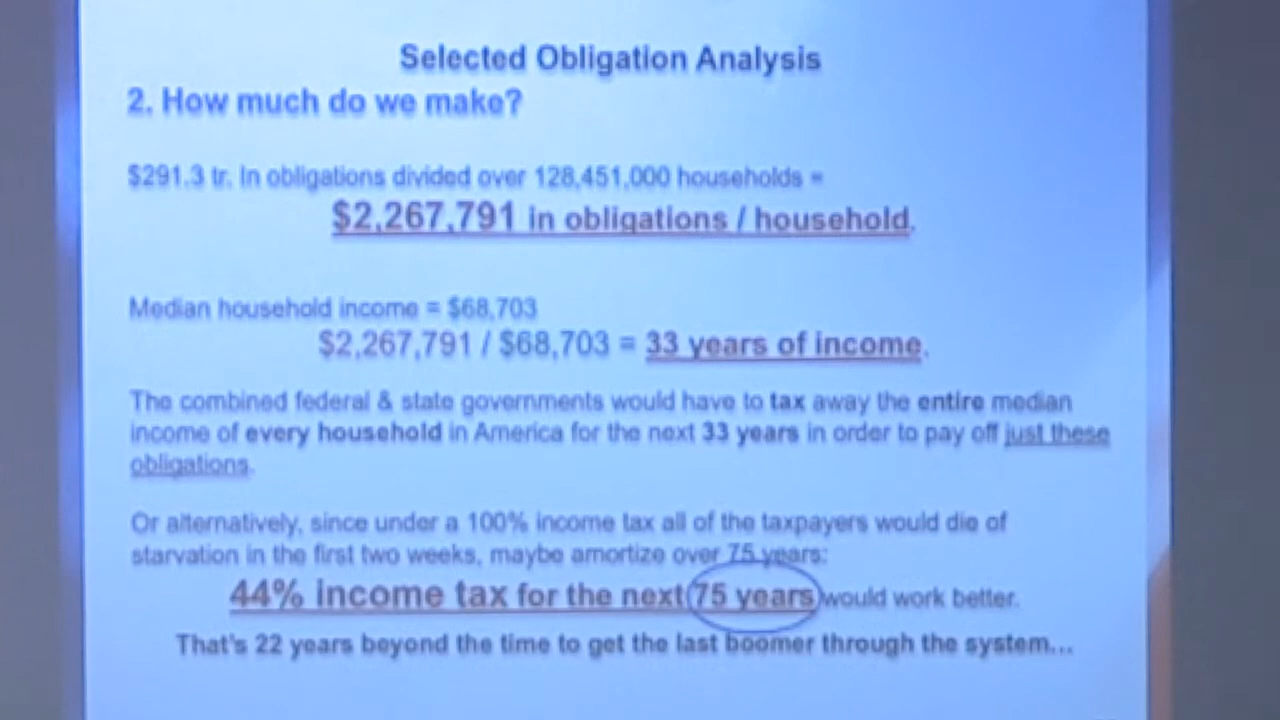 Selected Obligation Analysis
2. How much do we make?
$291.3 tr. In obligations divided over 128,451,000 households =
$2,267,791 in obligations / household.
Median household income = $68,703
$2,267,791 / $68,703 = 33 years of income.
The combined federal & state governments would have to tax away the entire median
income of every household in America for the next 33 years in order to pay off just these
obligations.
Or alternatively, since under a 100% income tax all of the taxpayers would die of
starvation in the first two weeks, maybe amortize over 75 years:
44% income tax for the next 75 years would work better.
That's 22 years beyond the time to get the last boomer through the system...